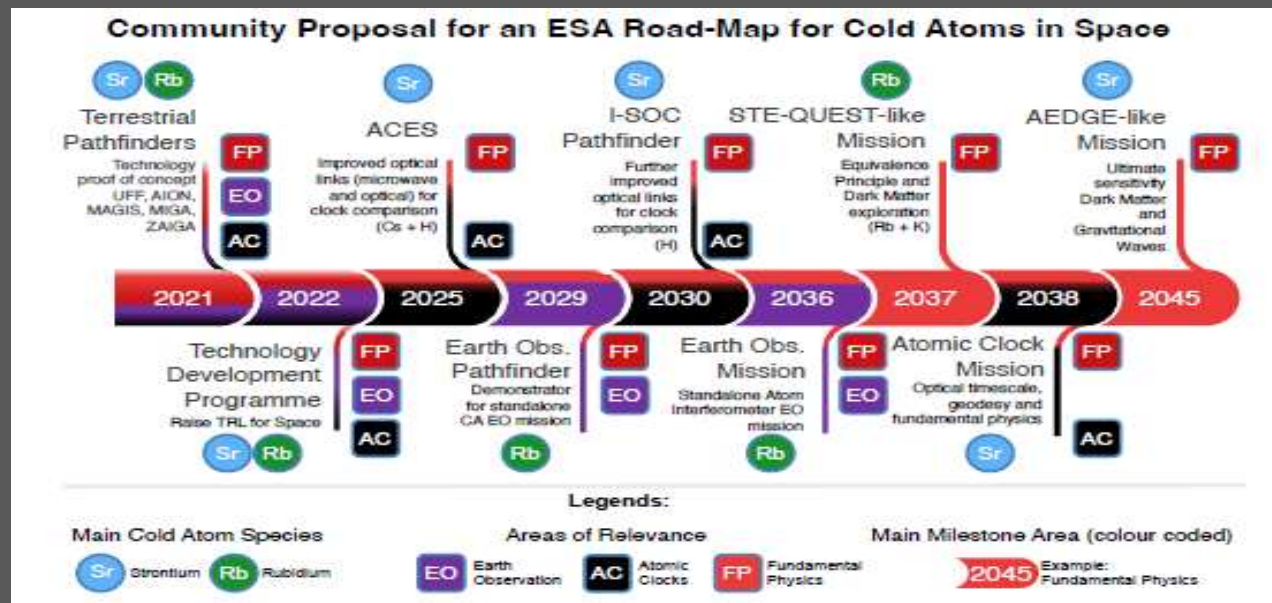 Community Proposal for an ESA Road-Map for Cold Atoms in Space
Sr Rb
Terrestrial
Pathfinders
Technology
proof of concept
UFF, AION,
MAGIS, MIGA,
ZAIGA
FP
EO
AC
Sr
ACES
Improved optical
links (microwave
and optical) for
clock comparison
(Cs + H)
FP
AC
Sr
I-SOC
Pathfinder
Further
improved
optical links
for clock
comparison
(H)
FP
AC
Rb
STE-QUEST-like
Mission
Equivalence
Principle and
Dark Matter
exploration
(Rb + K)
FP
Sr
AEDGE-like
Mission
Ultimate
sensitivity
Dark Matter
and
Gravitational
Waves
FP
2021 2022 2025 2029 2030 2036 2037 2038 2045
Technology
Development
Programme
Raise TRL for Space
Sr Rb
FP
EO
AC
Earth Obs.
Pathfinder
Demonstrator
for standalone
CA EO mission
Rb
FP
EO
Earth Obs.
Mission
Standalone Atom
Interferometer EO
mission
Rb
FP
EO
Atomic Clock
Mission
Optical timescale,
geodesy and
fundamental physics
Sr
FP
AC
Legends:
Main Cold Atom Species
Sr Strontium Rb Rubidium
Areas of Relevance
EO Earth
Observation
AC Atomic
Clocks
FP Fundamental
Physics
Main Milestone Area (colour coded)
2045 Example:
Fundamental Physics